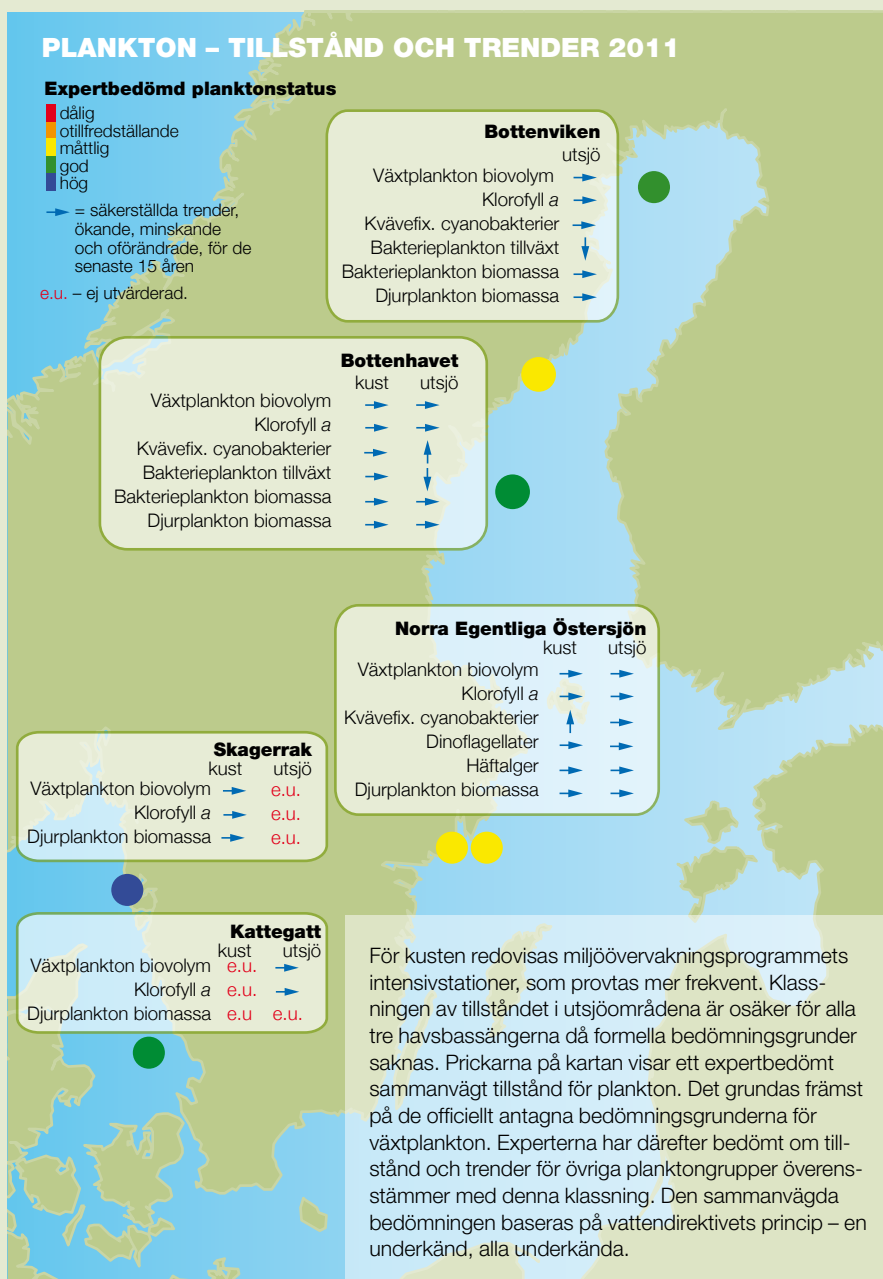 PLANKTON – TILLSTÅND OCH TRENDER 2011
Expertbedömd planktonstatus
dålig
otillfredställande
måttlig
god
hög
→ = säkerställda trender,
ökande, minskande
och oförändrade, för de
senaste 15 åren
e.u. – ej utvärderad.
Bottenviken
utsjö
Växtplankton biovolym →
Klorofyll a →
Kvävefix. cyanobakterier →
Bakterieplankton tillväxt ↓
Bakterieplankton biomassa →
Djurplankton biomassa →
Bottenhavet
kust utsjö
Växtplankton biovolym → →
Klorofyll a → →
Kvävefix. cyanobakterier → ↑
Bakterieplankton tillväxt → ↓
Bakterieplankton biomassa → →
Djurplankton biomassa → →
Norra Egentliga Östersjön
kust utsjö
Växtplankton biovolym → →
Klorofyll a → →
Kvävefix. cyanobakterier ↑ →
Dinoflagellater → →
Häftalger → →
Djurplankton biomassa → →
Skagerrak
kust utsjö
Växtplankton biovolym → e.u.
Klorofyll a → e.u.
Djurplankton biomassa → e.u.
Kattegatt
kust utsjö
Växtplankton biovolym e.u. →
Klorofyll a e.u. →
Djurplankton biomassa e.u e.u.
För kusten redovisas miljöövervakningsprogrammets
intensivstationer, som provtas mer frekvent. Klass-
ningen av tillståndet i utsjöområdena är osäker för alla
tre havsbassängerna då formella bedömningsgrunder
saknas. Prickarna på kartan visar ett expertbedömt
sammanvägt tillstånd för plankton. Det grundas främst
på de officiellt antagna bedömningsgrunderna för
växtplankton. Experterna har därefter bedömt om till-
stånd och trender för övriga planktongrupper överens-
stämmer med denna klassning. Den sammanvägda
bedömningen baseras på vattendirektivets princip – en
underkänd, alla underkända.